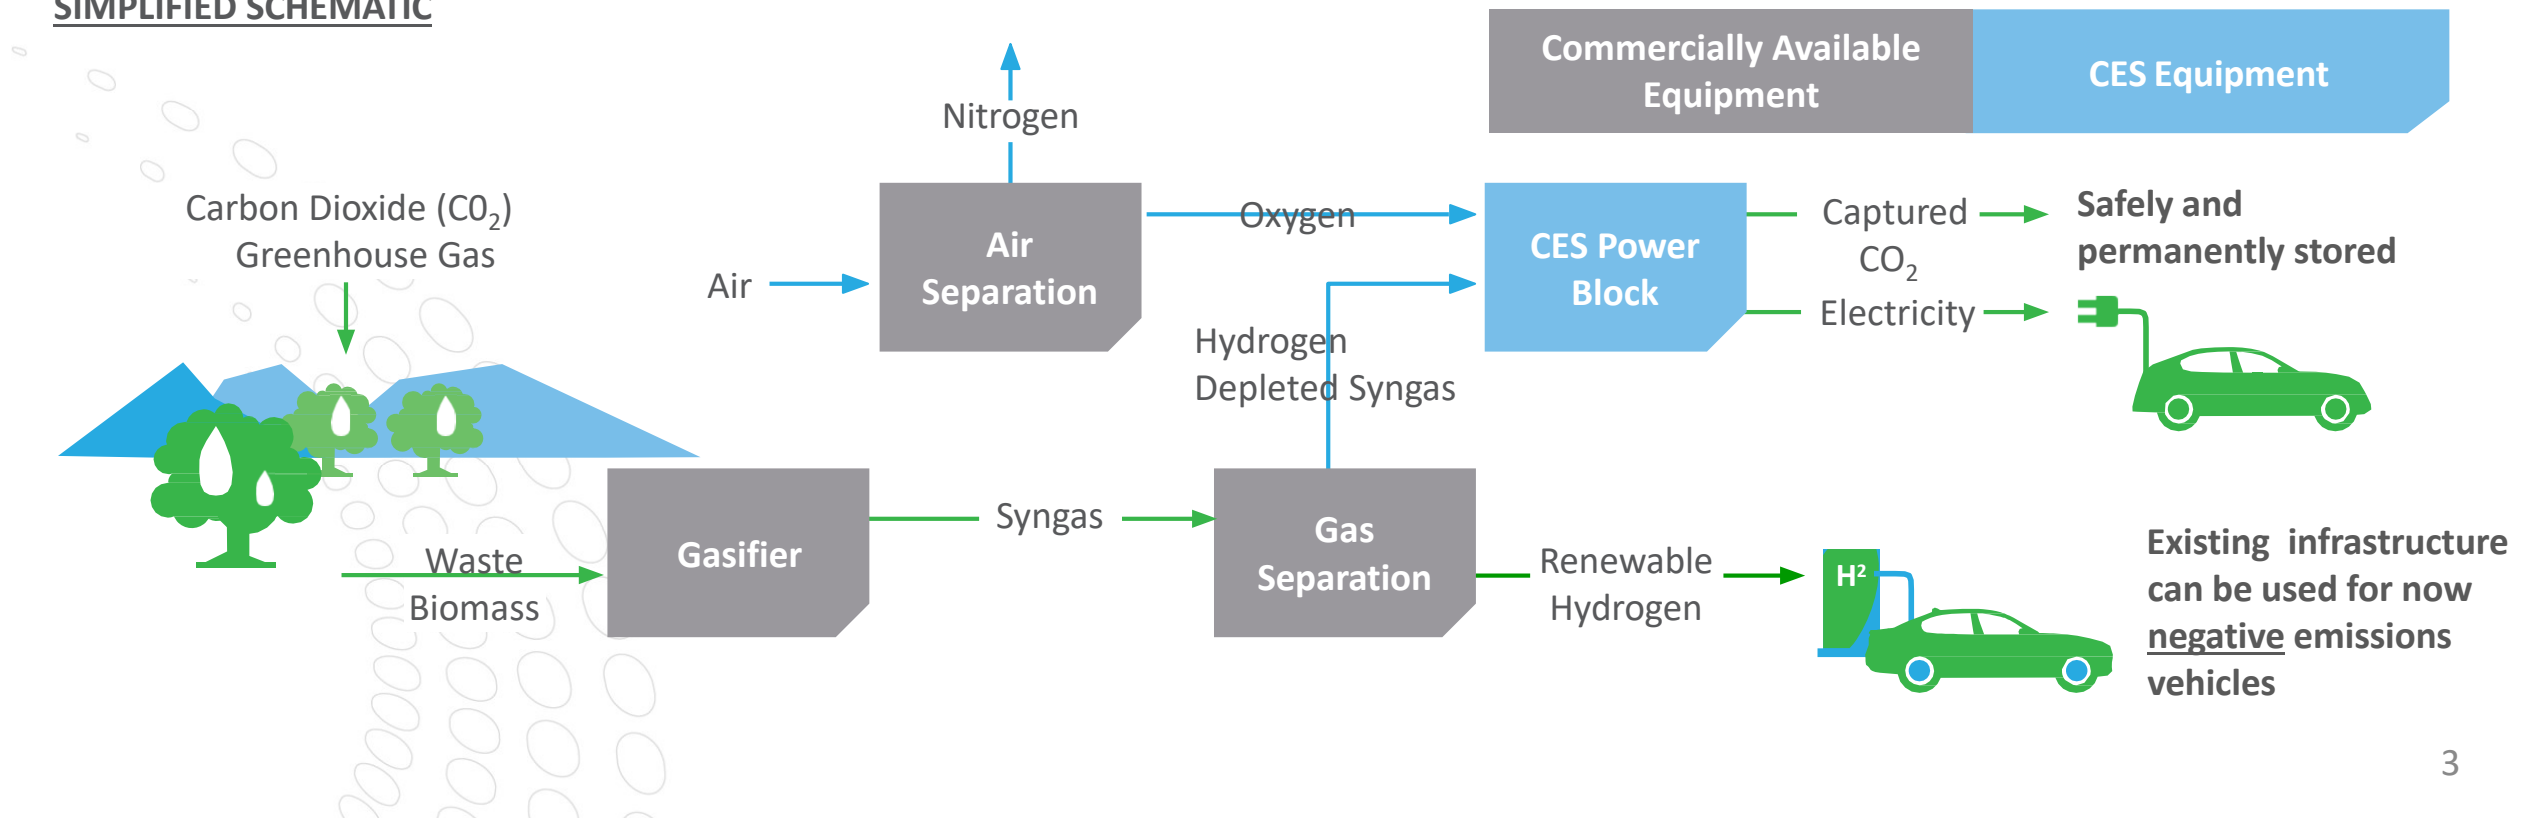 SIMPLIFIED SCHEMATIC
Commercially Available
Equipment
CES Equipment
Nitrogen
Carbon Dioxide (C0₂)
Greenhouse Gas
Air
Air
Separation
Oxygen
CES Power
Block
Captured
CO₂
Electricity
Safely and
permanently stored
Hydrogen
Depleted Syngas
Waste
Biomass
Gasifier
Syngas
Gas
Separation
Renewable
Hydrogen
H²
Existing infrastructure
can be used for now
negative emissions
vehicles
3